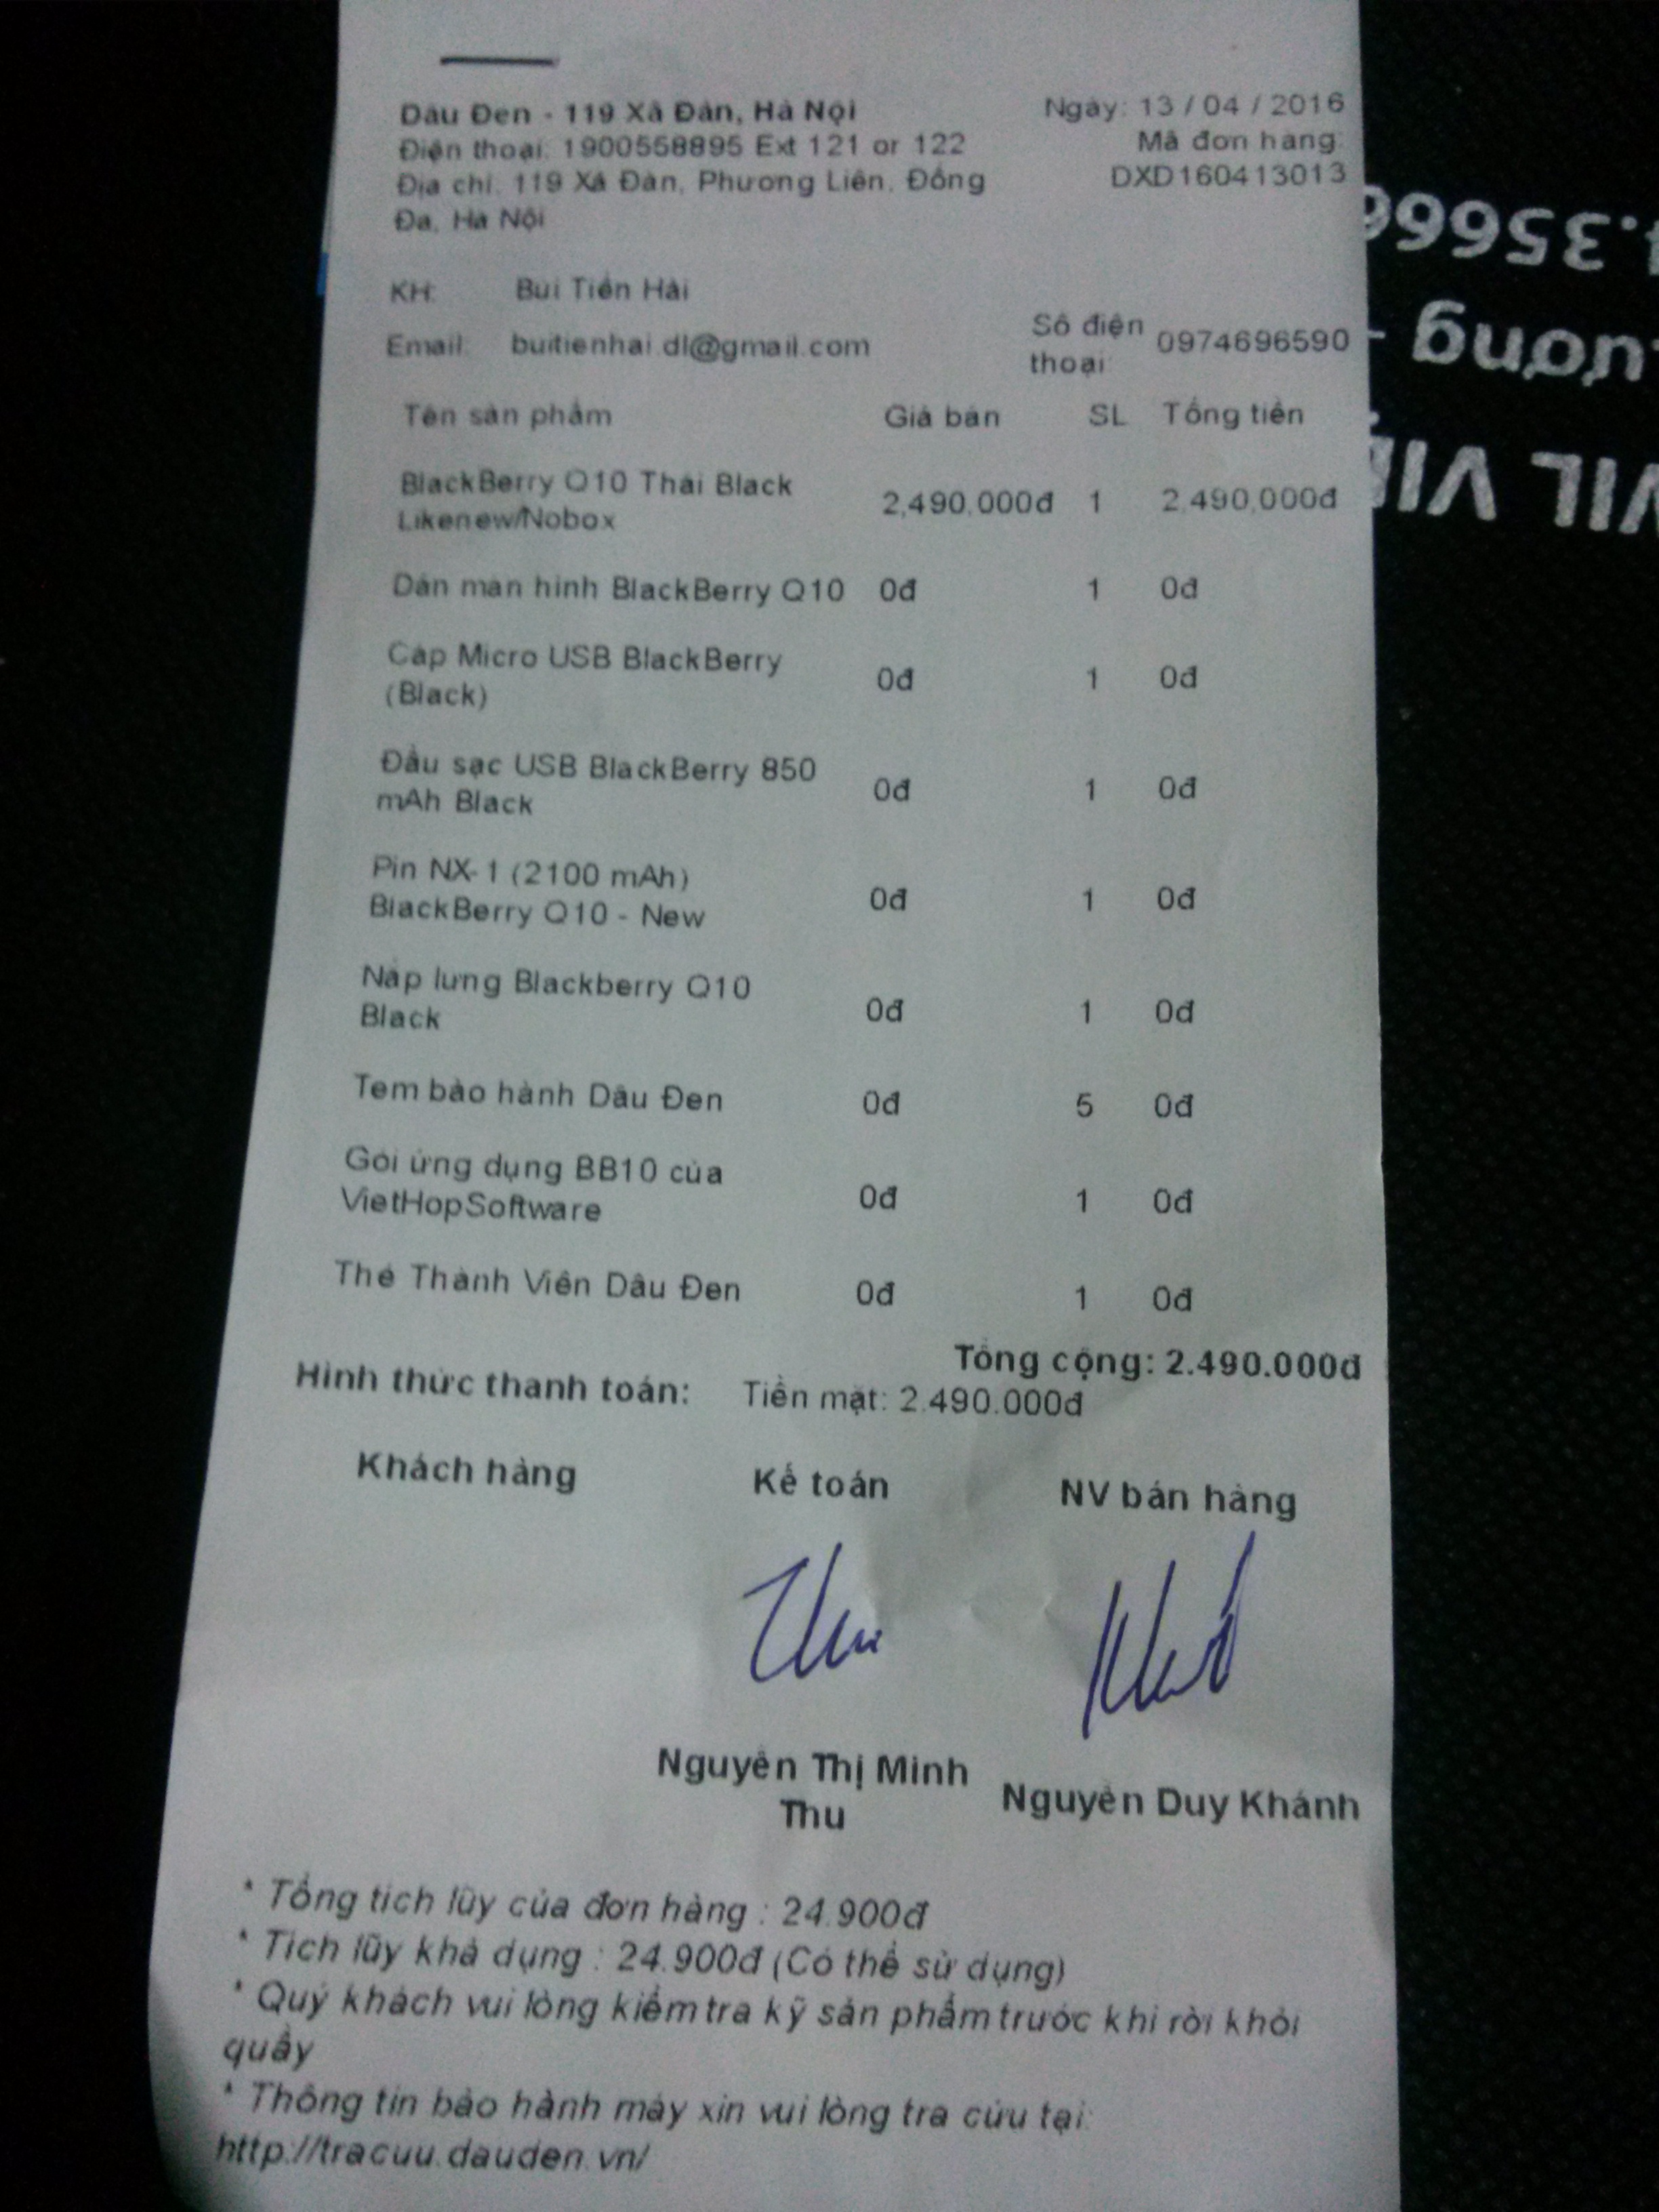 Dâu Đen - 119 Xã Đàn, Hà Nội
Ngày: 13 / 04 / 2016
Điện thoại: 1900558895 Ext 121 or 122
Mã đơn hàng:
Địa chỉ: 119 Xã Đàn, Phương Liên, Đống
DXD160413013
Đa, Hà Nội
KH: Bùi Tiến Hải
Email: buitienhai.dl@gmail.com
Số điện thoại: 0974696590
Tên sản phẩm Giá bán SL Tổng tiền
BlackBerry Q10 Thái Black
Likenew/Nobox 2,490,000đ 1 2,490,000đ
Dán màn hình BlackBerry Q10 0đ 1 0đ
Cáp Micro USB BlackBerry
(Black) 0đ 1 0đ
Đầu sạc USB BlackBerry 850
mAh Black 0đ 1 0đ
Pin NX-1 (2100 mAh)
BlackBerry Q10 - New 0đ 1 0đ
Nắp lưng Blackberry Q10
Black 0đ 1 0đ
Tem bảo hành Dâu Đen 0đ 5 0đ
Gói ứng dụng BB10 của
VietHopSoftware 0đ 1 0đ
Thẻ Thành Viên Dâu Đen 0đ 1 0đ
Tổng cộng: 2.490.000đ
Hình thức thanh toán: Tiền mặt: 2.490.000đ
Khách hàng Kế toán NV bán hàng
Nguyễn Thị Minh
Thu
Nguyễn Duy Khánh
* Tổng tích lũy của đơn hàng : 24.900đ
* Tích lũy khả dụng : 24.900đ (Có thể sử dụng)
* Quý khách vui lòng kiểm tra kỹ sản phẩm trước khi rời khỏi
quầy
* Thông tin bảo hành máy xin vui lòng tra cứu tại:
http://tracuu.dauden.vn/